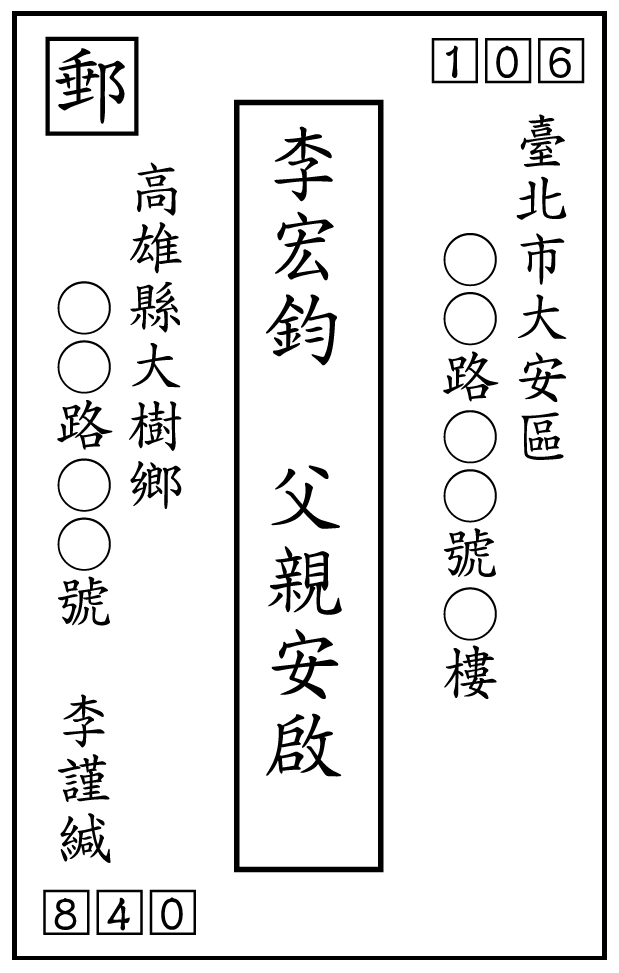 106
臺北市大安區
○○路○○號○樓
李宏鈞 父親安啟
郵
高雄縣大樹鄉
○○路○○號 李謹緘
840